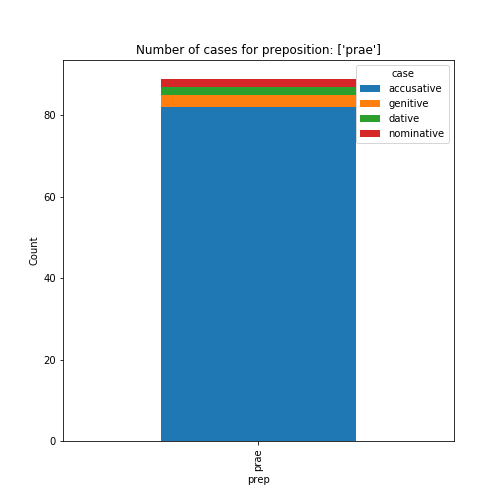 Number of cases for preposition: ['prae']
case
accusative
genitive
dative
nominative
80
60
40
20
0
Count
prae
prep